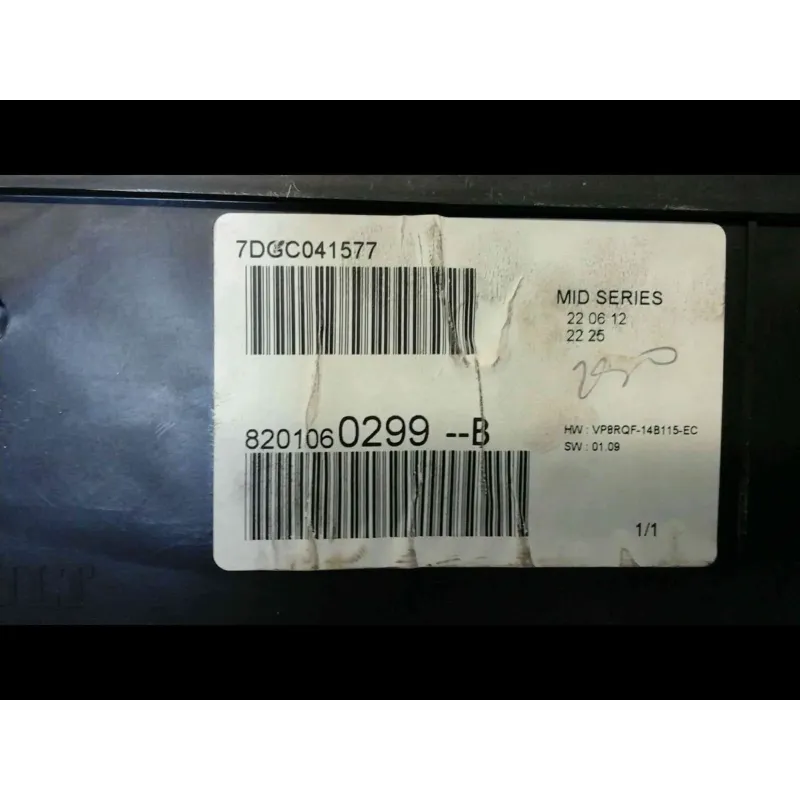 7DGC041577
MID SERIES
22 06 12
22 25
8201060299 --B
HW : VP8RQF-14B115-EC
SW : 01.09
1/1